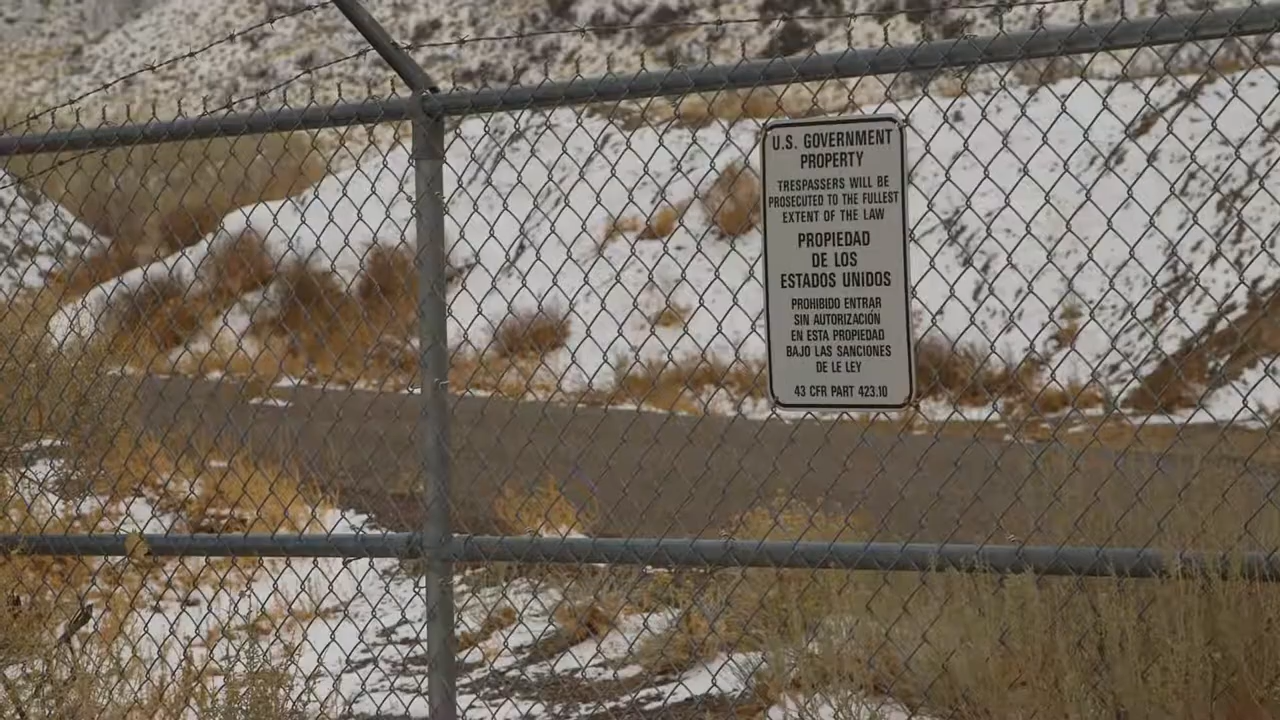 U.S. GOVERNMENT
PROPERTY
TRESPASSERS WILL BE
PROSECUTED TO THE FULLEST
EXTENT OF THE LAW
PROPIEDAD
DE LOS
ESTADOS UNIDOS
PROHIBIDO ENTRAR
SIN AUTORIZACIÓN
EN ESTA PROPIEDAD
BAJO LAS SANCIONES
DE LE LEY
43 CFR PART 423.10